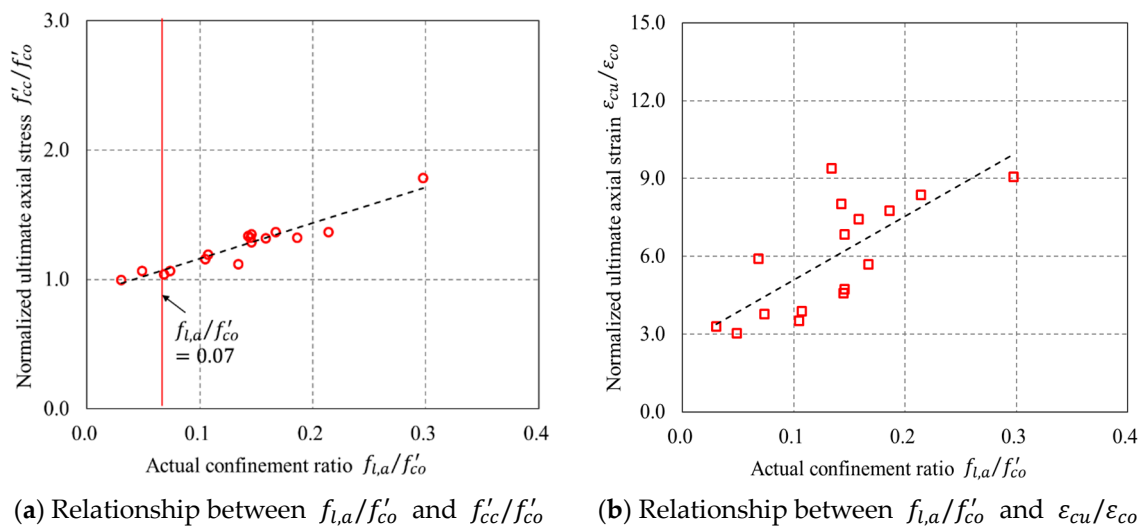 Normalized ultimate axial stress f′cc/f′co
3.0
2.0
1.0
0.0
fl,a/f′co
= 0.07
0.0 0.1 0.2 0.3 0.4
Actual confinement ratio fl,a/f′co
(a) Relationship between fl,a/f′co and f′cc/f′co
Normalized ultimate axial strain εcu/εco
15.0
12.0
9.0
6.0
3.0
0.0
0.0 0.1 0.2 0.3 0.4
Actual confinement ratio fl,a/f′co
(b) Relationship between fl,a/f′co and εcu/εco